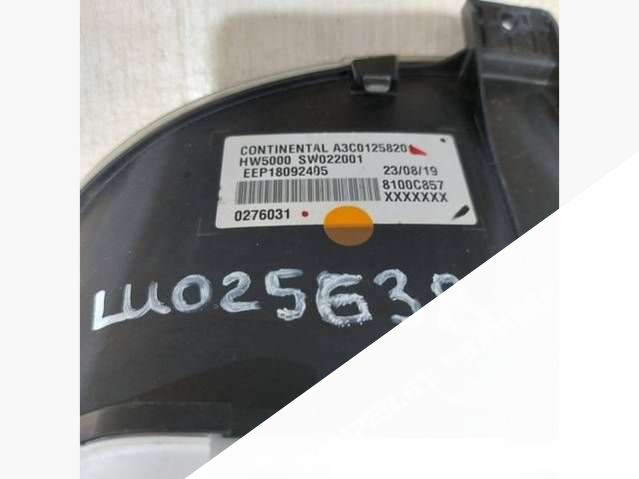 CONTINENTAL A3C0125820
HW5000 SW022001
EEP18092405 23/08/19
8100C857
0276031 XXXXXXX